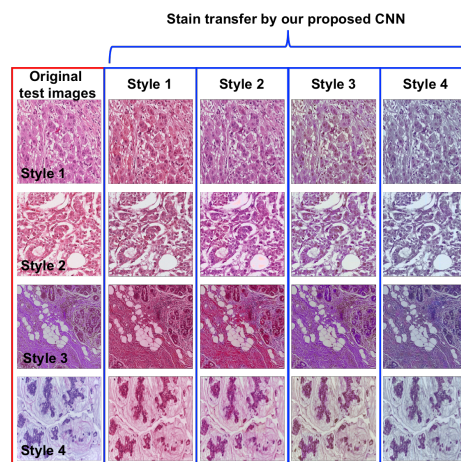 Stain transfer by our proposed CNN
Original
test images
Style 1
Style 2
Style 3
Style 4
Style 1
Style 2
Style 3
Style 4